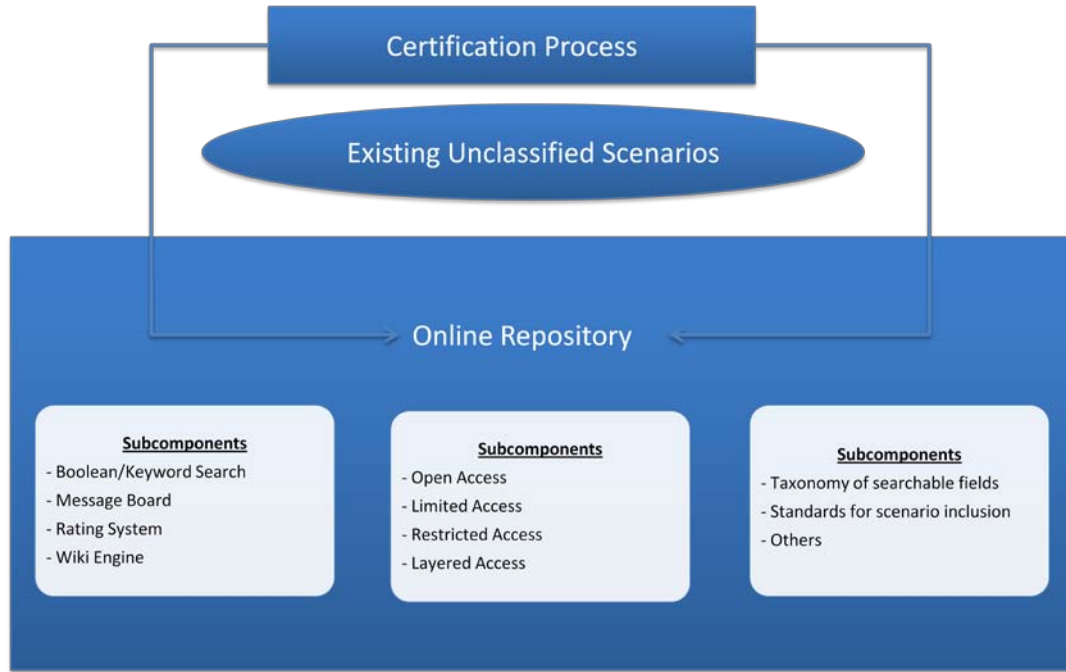 Certification Process
Existing Unclassified Scenarios
Online Repository
Subcomponents
- Boolean/Keyword Search
- Message Board
- Rating System
- Wiki Engine
Subcomponents
- Open Access
- Limited Access
- Restricted Access
- Layered Access
Subcomponents
- Taxonomy of searchable fields
- Standards for scenario inclusion
- Others